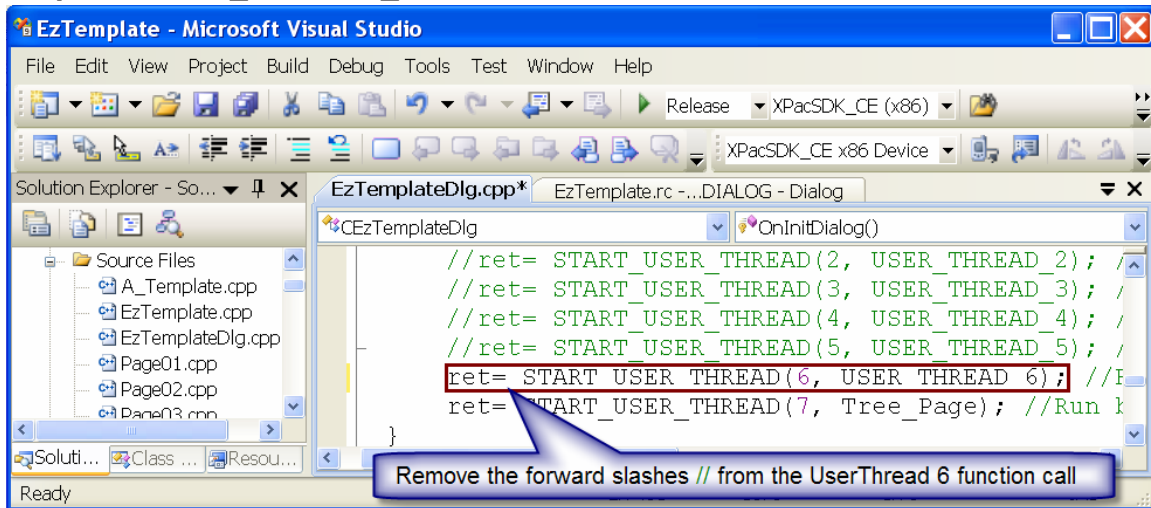 EzTemplate - Microsoft Visual Studio
File Edit View Project Build Debug Tools Test Window Help
Release XPacSDK_CE (x86)
XPacSDK_CE x86 Device
Solution Explorer - So...
EzTemplateDlg.cpp* EzTemplate.rc -...DIALOG - Dialog
CEzTemplateDlg OnInitDialog()
Source Files
A_Template.cpp
EzTemplate.cpp
EzTemplateDlg.cpp
Page01.cpp
Page02.cpp
Page03.cpp
//ret= START_USER_THREAD(2, USER_THREAD_2); /
//ret= START_USER_THREAD(3, USER_THREAD_3); /
//ret= START_USER_THREAD(4, USER_THREAD_4); /
//ret= START_USER_THREAD(5, USER_THREAD_5); /
ret= START_USER_THREAD(6, USER_THREAD_6); //
ret= START_USER_THREAD(7, Tree_Page); //Run
}
Soluti... Class ... Resou...
Remove the forward slashes // from the UserThread 6 function call
Ready